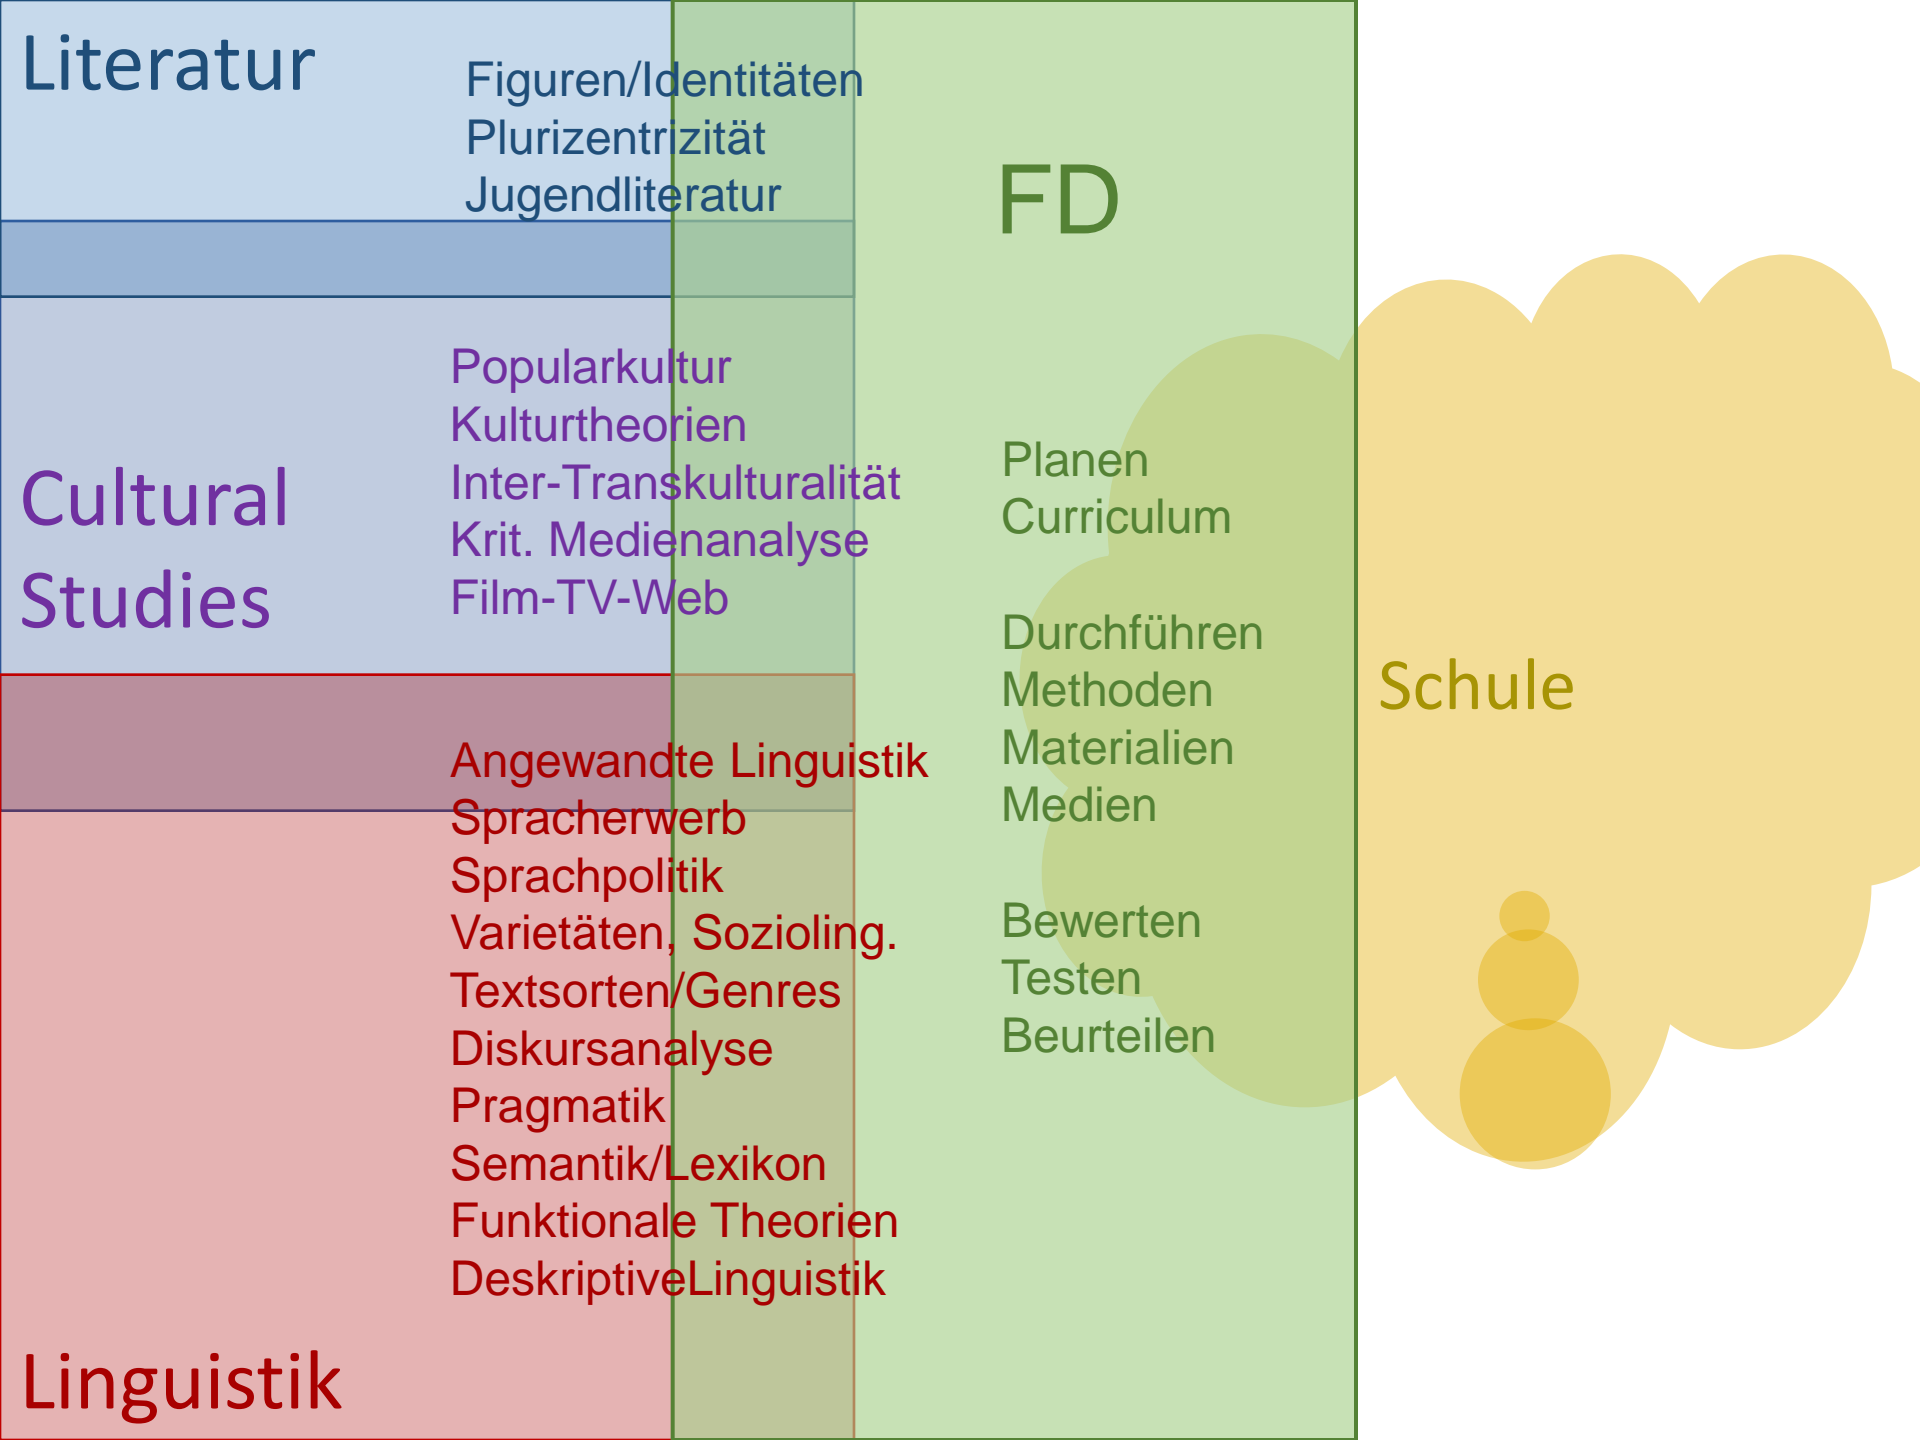 Literatur
Figuren/Identitäten
Plurizentrizität
Jugendliteratur
FD
Cultural
Studies
Popularkultur
Kulturtheorien
Inter-Transkulturalität
Krit. Medienanalyse
Film-TV-Web
Planen
Curriculum
Durchführen
Methoden
Materialien
Medien
Bewerten
Testen
Beurteilen
Schule
Angewandte Linguistik
Spracherwerb
Sprachpolitik
Varietäten, Sozioling.
Textsorten/Genres
Diskursanalyse
Pragmatik
Semantik/Lexikon
Funktionale Theorien
DeskriptiveLinguistik
Linguistik